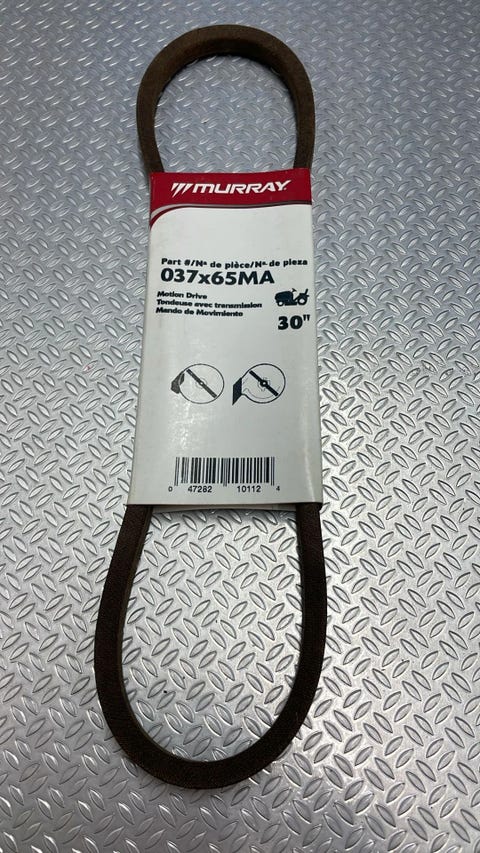 MURRAY
Part #/Nº de pièce/Nº de pieza
037x65MA
Motion Drive
Tondeuse avec transmission
Mando de Movimiento
30"
0 47282 10112 4